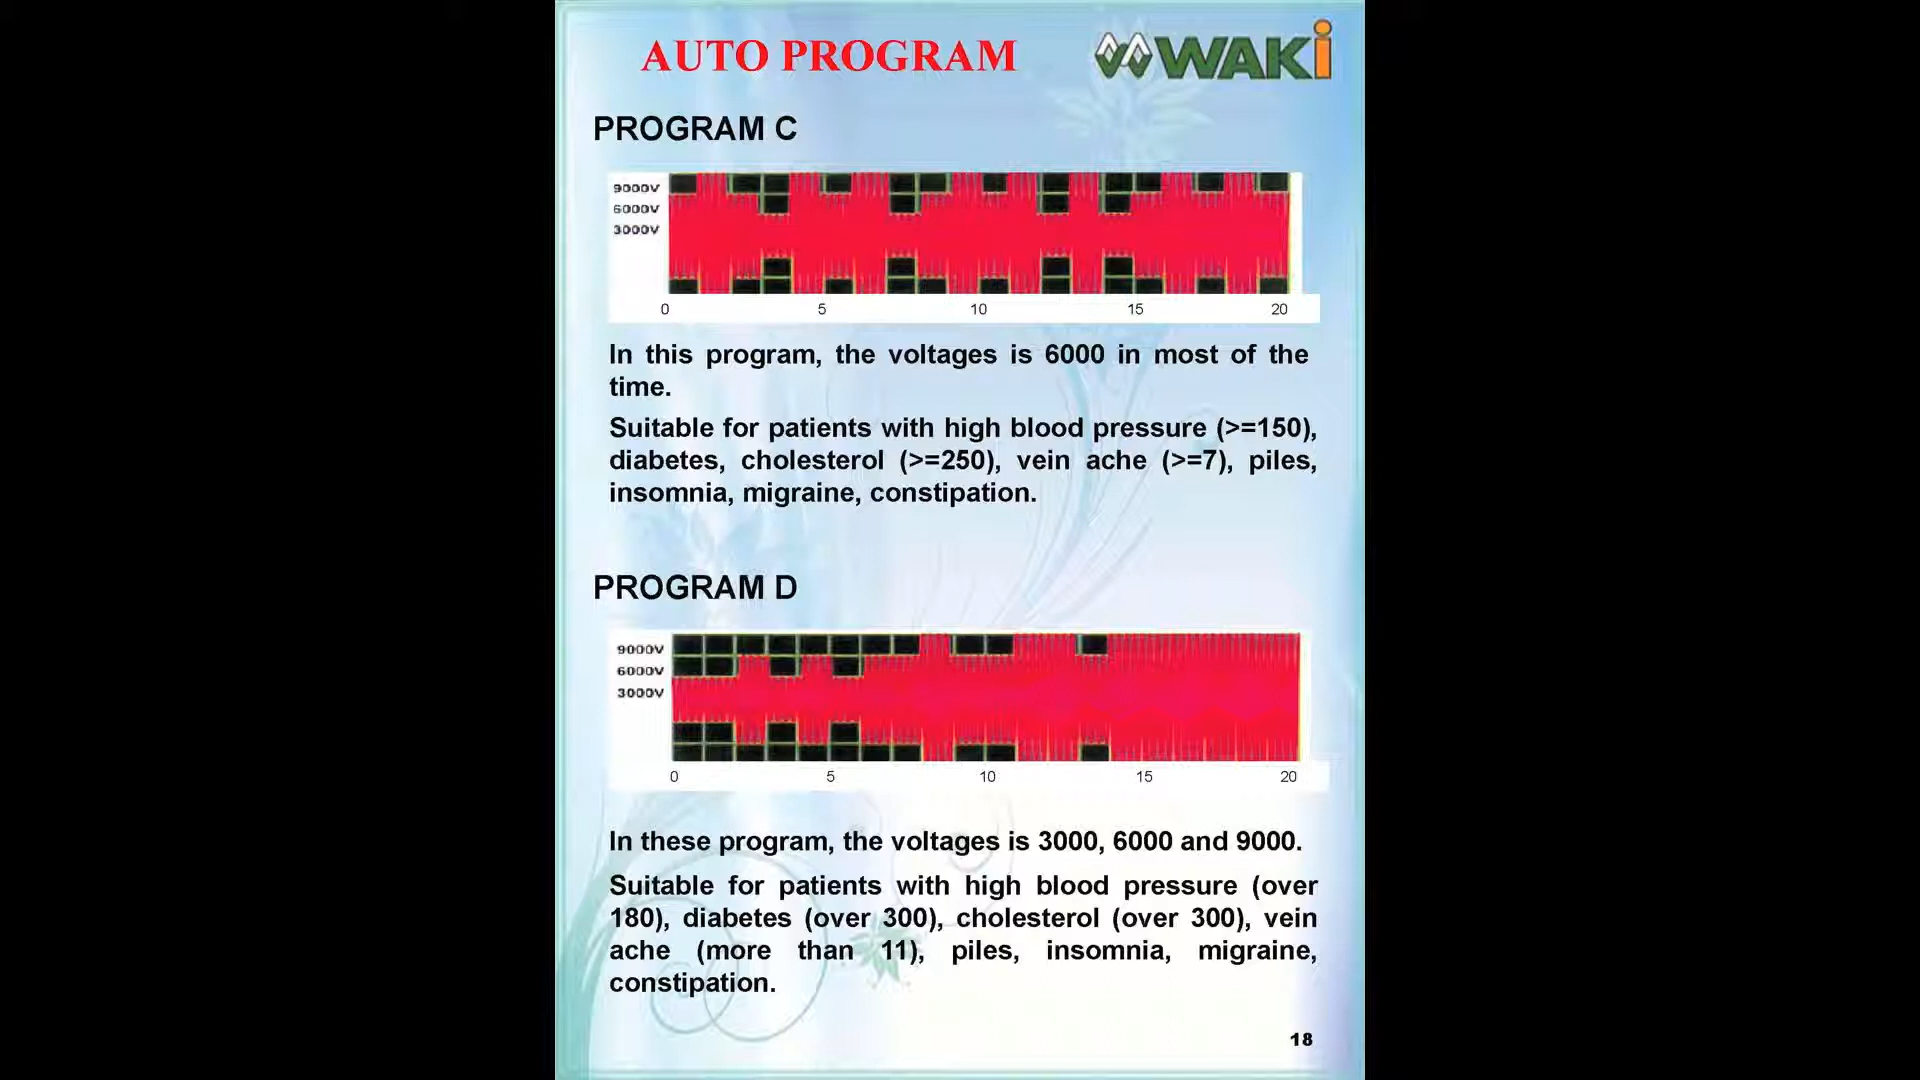 AUTO PROGRAM
WAKi
PROGRAM C
9000V
6000V
3000V
0 5 10 15 20
In this program, the voltages is 6000 in most of the
time.
Suitable for patients with high blood pressure (>=150),
diabetes, cholesterol (>=250), vein ache (>=7), piles,
insomnia, migraine, constipation.
PROGRAM D
9000V
6000V
3000V
0 5 10 15 20
In these program, the voltages is 3000, 6000 and 9000.
Suitable for patients with high blood pressure (over
180), diabetes (over 300), cholesterol (over 300), vein
ache (more than 11), piles, insomnia, migraine,
constipation.
18